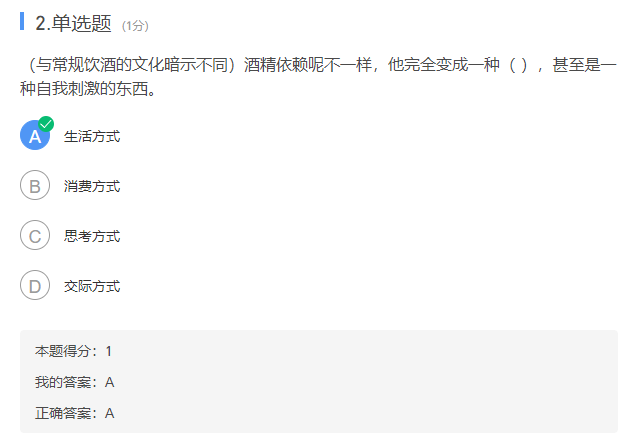 2.单选题 (1分)
（与常规饮酒的文化暗示不同）酒精依赖呢不一样，他完全变成一种（ ），甚至是一
种自我刺激的东西。
A 生活方式
B 消费方式
C 思考方式
D 交际方式
本题得分：1
我的答案：A
正确答案：A